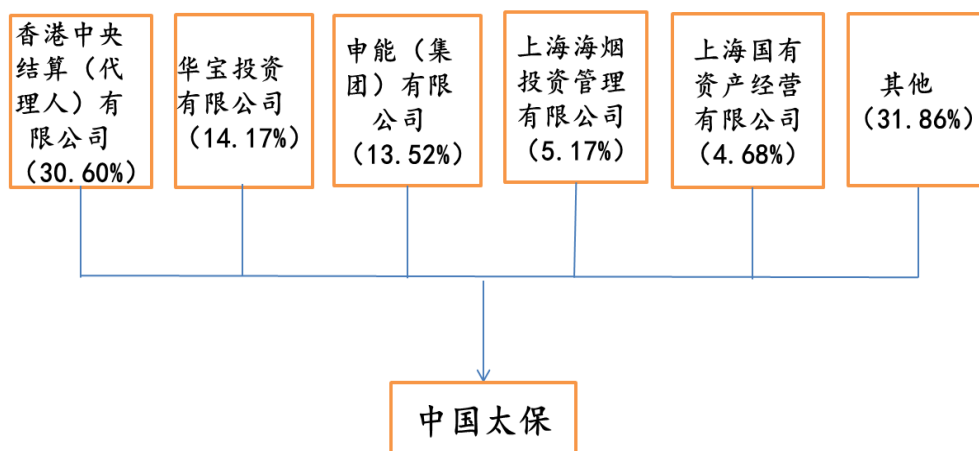 香港中央
结算（代
理人）有
限公司
（30.60%）
华宝投资
有限公司
（14.17%）
申能（集
团）有限
公司
（13.52%）
上海海烟
投资管理
有限公司
（5.17%）
上海国有
资产经营
有限公司
（4.68%）
其他
（31.86%）
中国太保